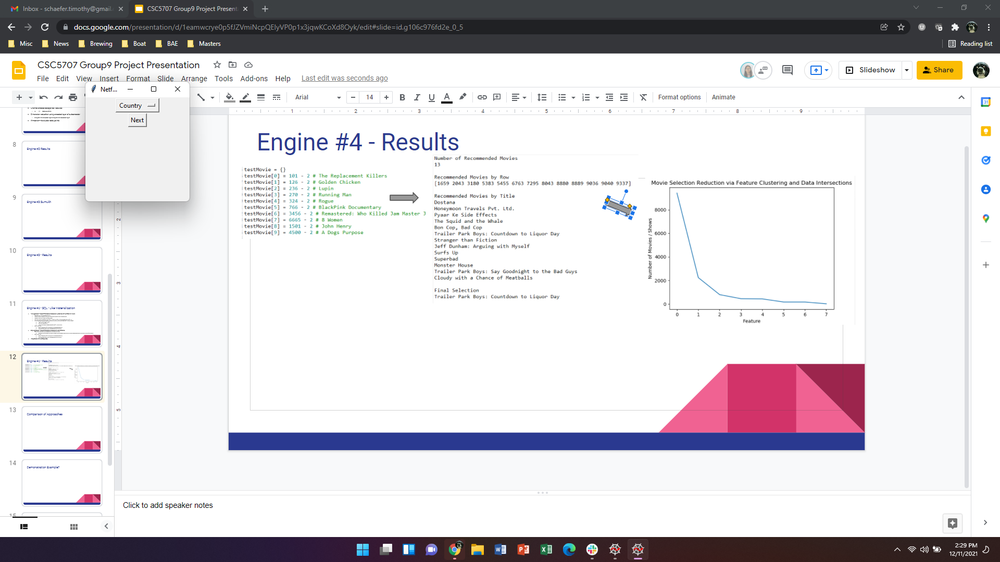 Inbox - schaefer.timothy@gmail.
CSC5707 Group9 Project Present
docs.google.com/presentation/d/1eamwcrye0p5fJZVmiNcpQEIyVP0p1x3jqwKCoXd8Oyk/edit#slide=id.g106c976fd2e_0_5
Misc News Brewing Boat BAE Masters Reading list
CSC5707 Group9 Project Presentation
File Edit View Insert Format Slide Arrange Tools Add-ons Help Last edit was seconds ago
Slideshow Share
Netf...
Country
Next
Arial 14 Format options Animate
1 2 3 4 5 6 7 8 9
8 Engine #2 Results
9 Engine #3 Sumukh
10 Engine #3 - Results
11 Engine #4 - SQL - Like Materialization
12 Engine #4 - Results
13 Comparison of Approaches
14 Demonstration Example?
15
2
3
4
5
Engine #4 - Results
testMovie = {}
testMovie[0] = 101 - 2 # The Replacement Killers
testMovie[1] = 126 - 2 # Golden Chicken
testMovie[2] = 236 - 2 # Lupin
testMovie[3] = 270 - 2 # Running Man
testMovie[4] = 324 - 2 # Rogue
testMovie[5] = 766 - 2 # BlackPink Documentary
testMovie[6] = 3456 - 2 # Remastered: Who Killed Jam Master J
testMovie[7] = 6665 - 2 # 8 Women
testMovie[8] = 1501 - 2 # John Henry
testMovie[9] = 4500 - 2 # A Dogs Purpose
Number of Recommended Movies
13
Recommended Movies by Row
[1659 2043 3180 5383 5455 6763 7295 8043 8880 8889 9036 9040 9337]
Recommended Movies by Title
Dostana
Honeymoon Travels Pvt. Ltd.
Pyaar Ke Side Effects
The Squid and the Whale
Bon Cop, Bad Cop
Trailer Park Boys: Countdown to Liquor Day
Stranger than Fiction
Jeff Dunham: Arguing with Myself
Surfs Up
Superbad
Monster House
Trailer Park Boys: Say Goodnight to the Bad Guys
Cloudy with a Chance of Meatballs
Final Selection
Trailer Park Boys: Countdown to Liquor Day
Movie Selection Reduction via Feature Clustering and Data Intersections
Number of Movies / Shows
8000
6000
4000
2000
0
0 1 2 3 4 5 6 7
Feature
Click to add speaker notes
2:29 PM
12/11/2021